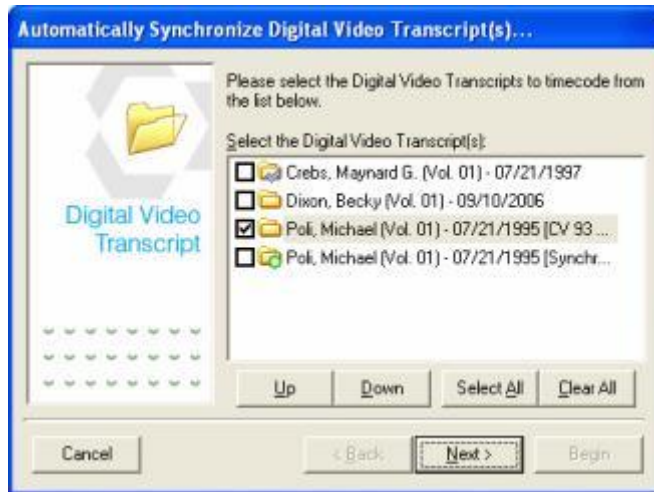 Automatically Synchronize Digital Video Transcript(s)...
Please select the Digital Video Transcripts to timecode from
the list below.
Select the Digital Video Transcript(s):
Crebs, Maynard G. (Vol. 01) - 07/21/1997
Dixon, Becky (Vol. 01) - 09/10/2006
Poli, Michael (Vol. 01) - 07/21/1995 [CV 93 ...
Poli, Michael (Vol. 01) - 07/21/1995 [Synchr...
Digital Video
Transcript
Up Down Select All Clear All
Cancel < Back Next > Begin